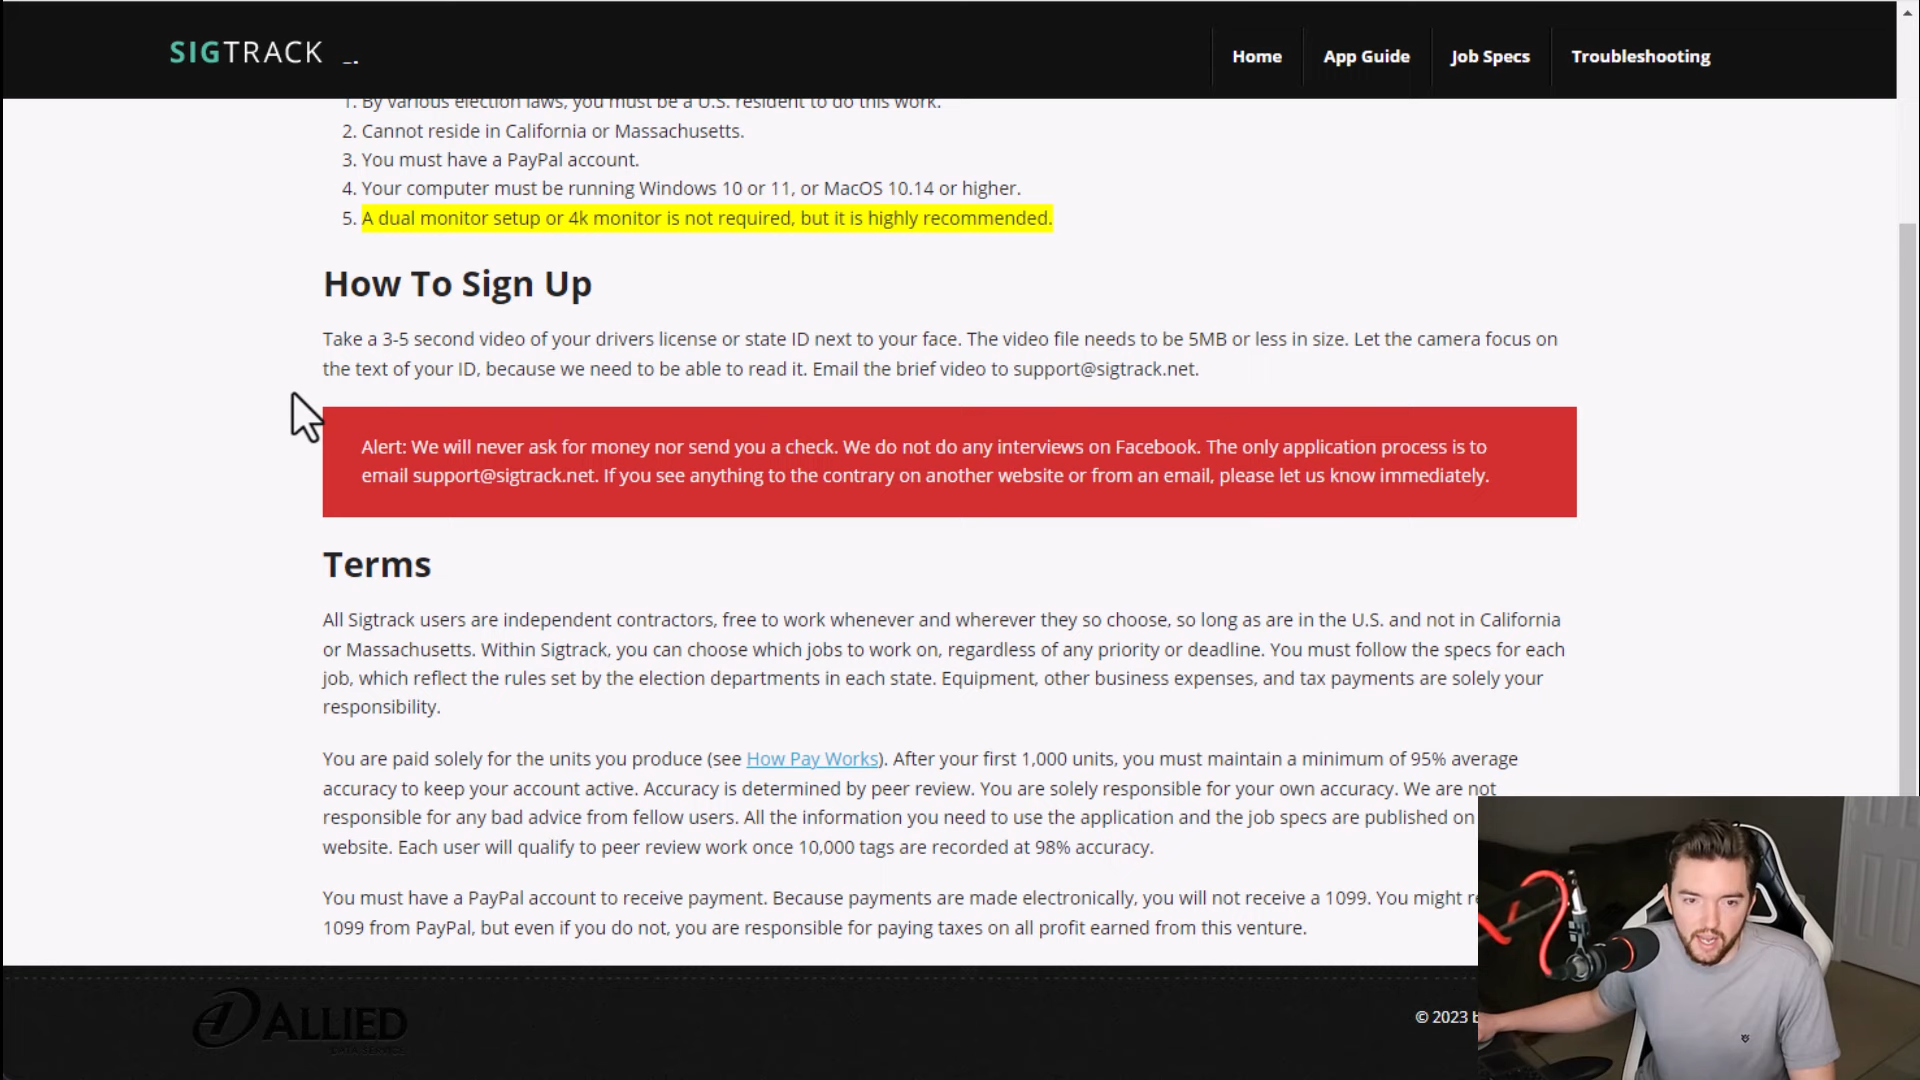 SIGTRACK
Home
App Guide
Job Specs
Troubleshooting
1. By various election laws, you must be a U.S. resident to do this work.
2. Cannot reside in California or Massachusetts.
3. You must have a PayPal account.
4. Your computer must be running Windows 10 or 11, or MacOS 10.14 or higher.
5. A dual monitor setup or 4k monitor is not required, but it is highly recommended.
How To Sign Up
Take a 3-5 second video of your drivers license or state ID next to your face. The video file needs to be 5MB or less in size. Let the camera focus on
the text of your ID, because we need to be able to read it. Email the brief video to support@sigtrack.net.
Alert: We will never ask for money nor send you a check. We do not do any interviews on Facebook. The only application process is to
email support@sigtrack.net. If you see anything to the contrary on another website or from an email, please let us know immediately.
Terms
All Sigtrack users are independent contractors, free to work whenever and wherever they so choose, so long as are in the U.S. and not in California
or Massachusetts. Within Sigtrack, you can choose which jobs to work on, regardless of any priority or deadline. You must follow the specs for each
job, which reflect the rules set by the election departments in each state. Equipment, other business expenses, and tax payments are solely your
responsibility.
You are paid solely for the units you produce (see How Pay Works). After your first 1,000 units, you must maintain a minimum of 95% average
accuracy to keep your account active. Accuracy is determined by peer review. You are solely responsible for your own accuracy. We are not
responsible for any bad advice from fellow users. All the information you need to use the application and the job specs are published on
website. Each user will qualify to peer review work once 10,000 tags are recorded at 98% accuracy.
You must have a PayPal account to receive payment. Because payments are made electronically, you will not receive a 1099. You might
1099 from PayPal, but even if you do not, you are responsible for paying taxes on all profit earned from this venture.
ALLIED
DATA SERVICE
© 2023